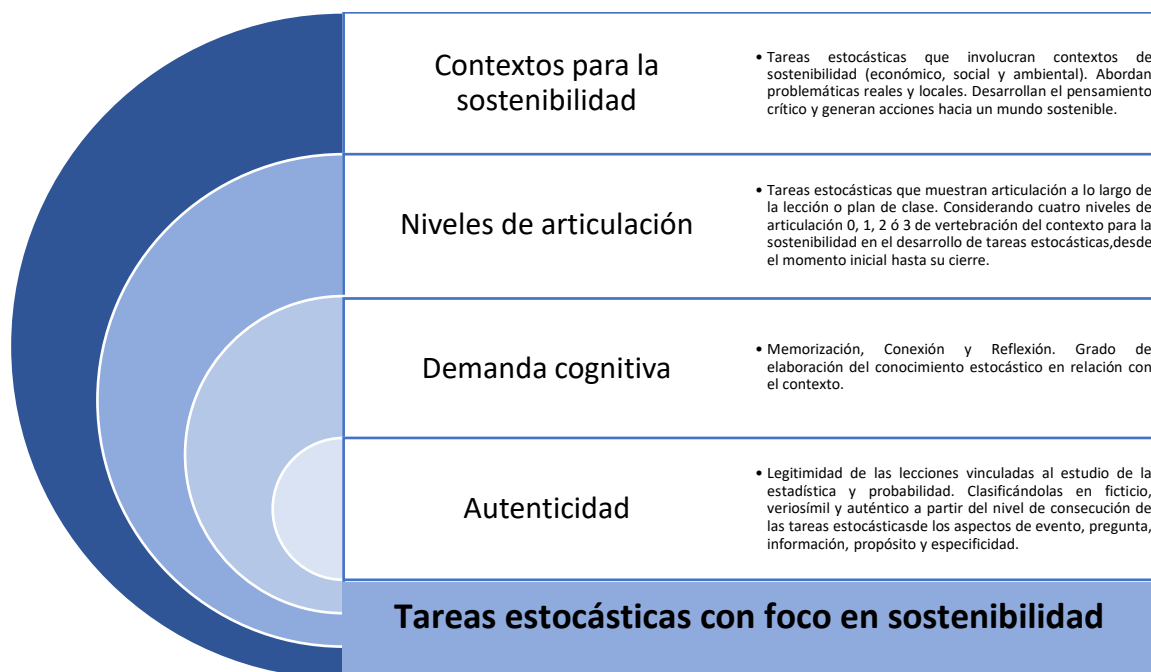 Contextos para la
sostenibilidad
• Tareas estocásticas que involucran contextos de
sostenibilidad (económico, social y ambiental). Abordan
problemáticas reales y locales. Desarrollan el pensamiento
crítico y generan acciones hacia un mundo sostenible.
Niveles de articulación
• Tareas estocásticas que muestran articulación a lo largo de
la lección o plan de clase. Considerando cuatro niveles de
articulación 0, 1, 2 ó 3 de vertebración del contexto para la
sostenibilidad en el desarrollo de tareas estocásticas,desde
el momento inicial hasta su cierre.
Demanda cognitiva
• Memorización, Conexión y Reflexión. Grado de
elaboración del conocimiento estocástico en relación con
el contexto.
Autenticidad
• Legitimidad de las lecciones vinculadas al estudio de la
estadística y probabilidad. Clasificándolas en ficticio,
veriosímil y auténtico a partir del nivel de consecución de
las tareas estocásticasde los aspectos de evento, pregunta,
información, propósito y especificidad.
Tareas estocásticas con foco en sostenibilidad